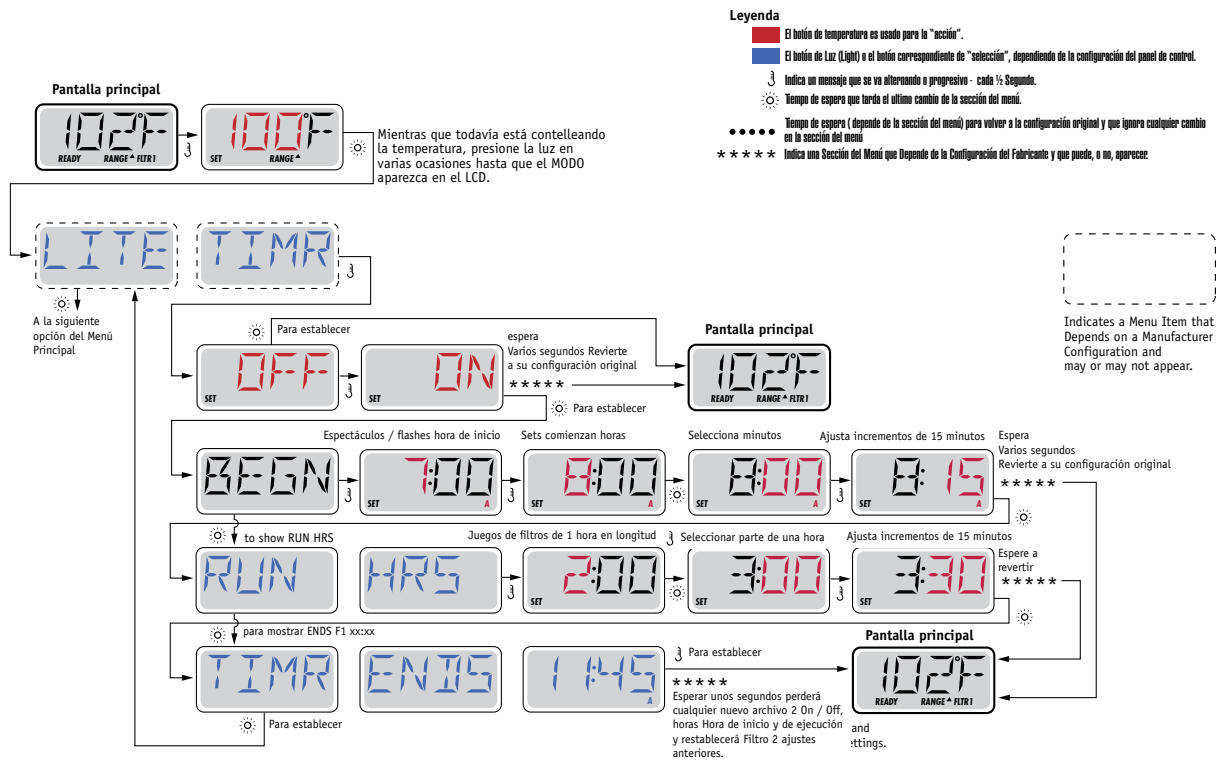 Leyenda
El botón de temperatura es usado para la "acción".
El botón de Luz (Light) o el botón correspondiente de "selección", dependiendo de la configuración del panel de control.
Indica un mensaje que se va alternando o progresivo - cada ½ Segundo.
Tiempo de espera que tarda el ultimo cambio de la sección del menú.
Tiempo de espera ( depende de la sección del menú) para volver a la configuración original y que ignora cualquier cambio
en la sección del menú
* * * * * Indica una Sección del Menú que Depende de la Configuración del Fabricante y que puede, o no, aparecer.
Pantalla principal
102°F
READY RANGE FLTR1
100°F
SET RANGE
Mientras que todavía está contelleando
la temperatura, presione la luz en
varias ocasiones hasta que el MODO
aparezca en el LCD.
LITE TIMR
A la siguiente
opción del Menú
Principal
Indicates a Menu Item that
Depends on a Manufacturer
Configuration and
may or may not appear.
Para establecer
OFF
SET
ON
SET
espera
Varios segundos Revierte
a su configuración original
* * * * *
Pantalla principal
102°F
READY RANGE FLTR1
Para establecer
Espectáculos / flashes hora de inicio
Sets comienzan horas
Selecciona minutos
Ajusta incrementos de 15 minutos
Espera
Varios segundos
Revierte a su configuración original
* * * * *
BEGN
7:00
SET A
8:00
SET A
8:00
SET A
8:15
SET A
to show RUN HRS
Juegos de filtros de 1 hora en longitud
Seleccionar parte de una hora
Ajusta incrementos de 15 minutos
Espere a
revertir
* * * * *
RUN HRS
2:00
SET
3:00
SET
3:30
SET
para mostrar ENDS F1 xx:xx
TIMR ENDS 11:45
A
Para establecer
* * * * *
Esperar unos segundos perderá
cualquier nuevo archivo 2 On / Off,
horas Hora de inicio y de ejecución
y restablecerá Filtro 2 ajustes
anteriores.
and
ttings.
Pantalla principal
102°F
READY RANGE FLTR1
Para establecer